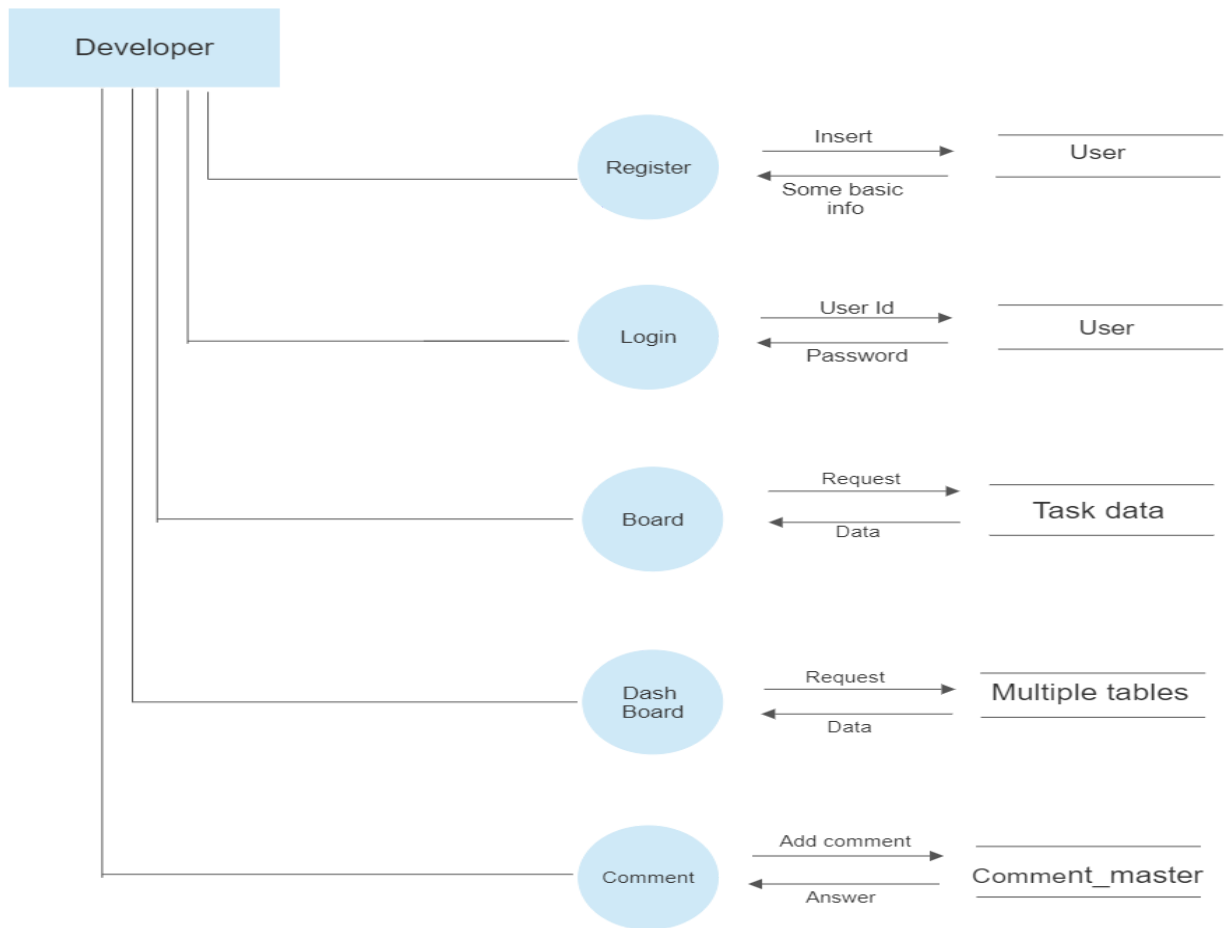 Developer
Register
Insert
Some basic
info
User
Login
User Id
Password
User
Board
Request
Data
Task data
Dash
Board
Request
Data
Multiple tables
Comment
Add comment
Answer
Comment_master